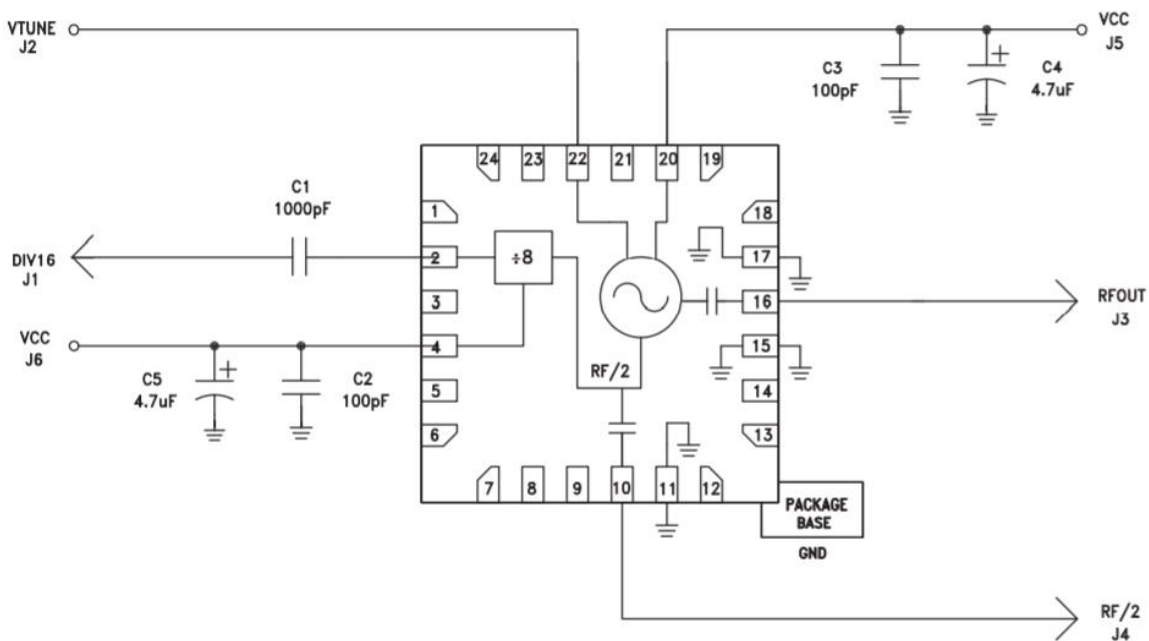 VTUNE
J2
VCC
J5
C3
100pF
C4
4.7uF
24
23
22
21
20
19
C1
1000pF
1
18
DIV16
J1
2
÷8
17
3
16
RFOUT
J3
VCC
J6
4
15
RF/2
C5
4.7uF
C2
100pF
5
14
6
13
7
8
9
10
11
12
PACKAGE
BASE
GND
RF/2
J4